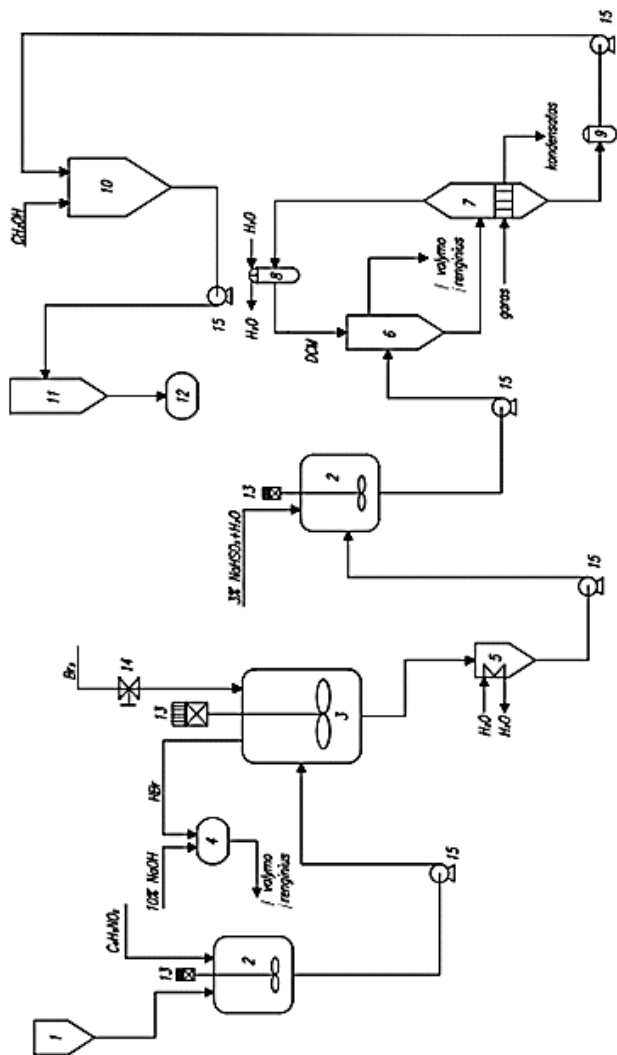 1
13
2
10% NaOH
HBr
4
Į valymo
įrenginius
Br₂
14
13
3
15
H₂O
H₂O
5
15
3% NaHSO₃+H₂O
13
2
15
DCM
6
Į valymo
įrenginius
H₂O
H₂O
8
7
garas
kondensatas
9
15
CH₃OH
10
15
11
12